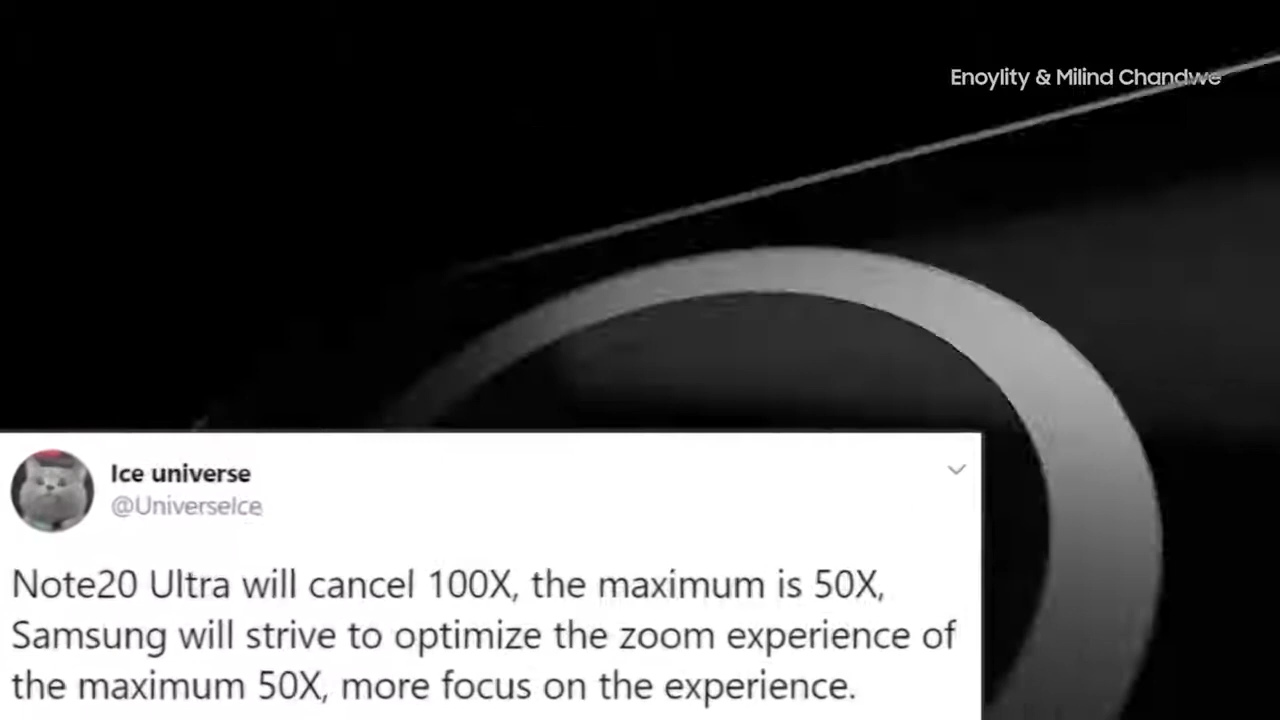 Enoylity & Milind Chandwe
Ice universe
@UniverseIce
Note20 Ultra will cancel 100X, the maximum is 50X,
Samsung will strive to optimize the zoom experience of
the maximum 50X, more focus on the experience.